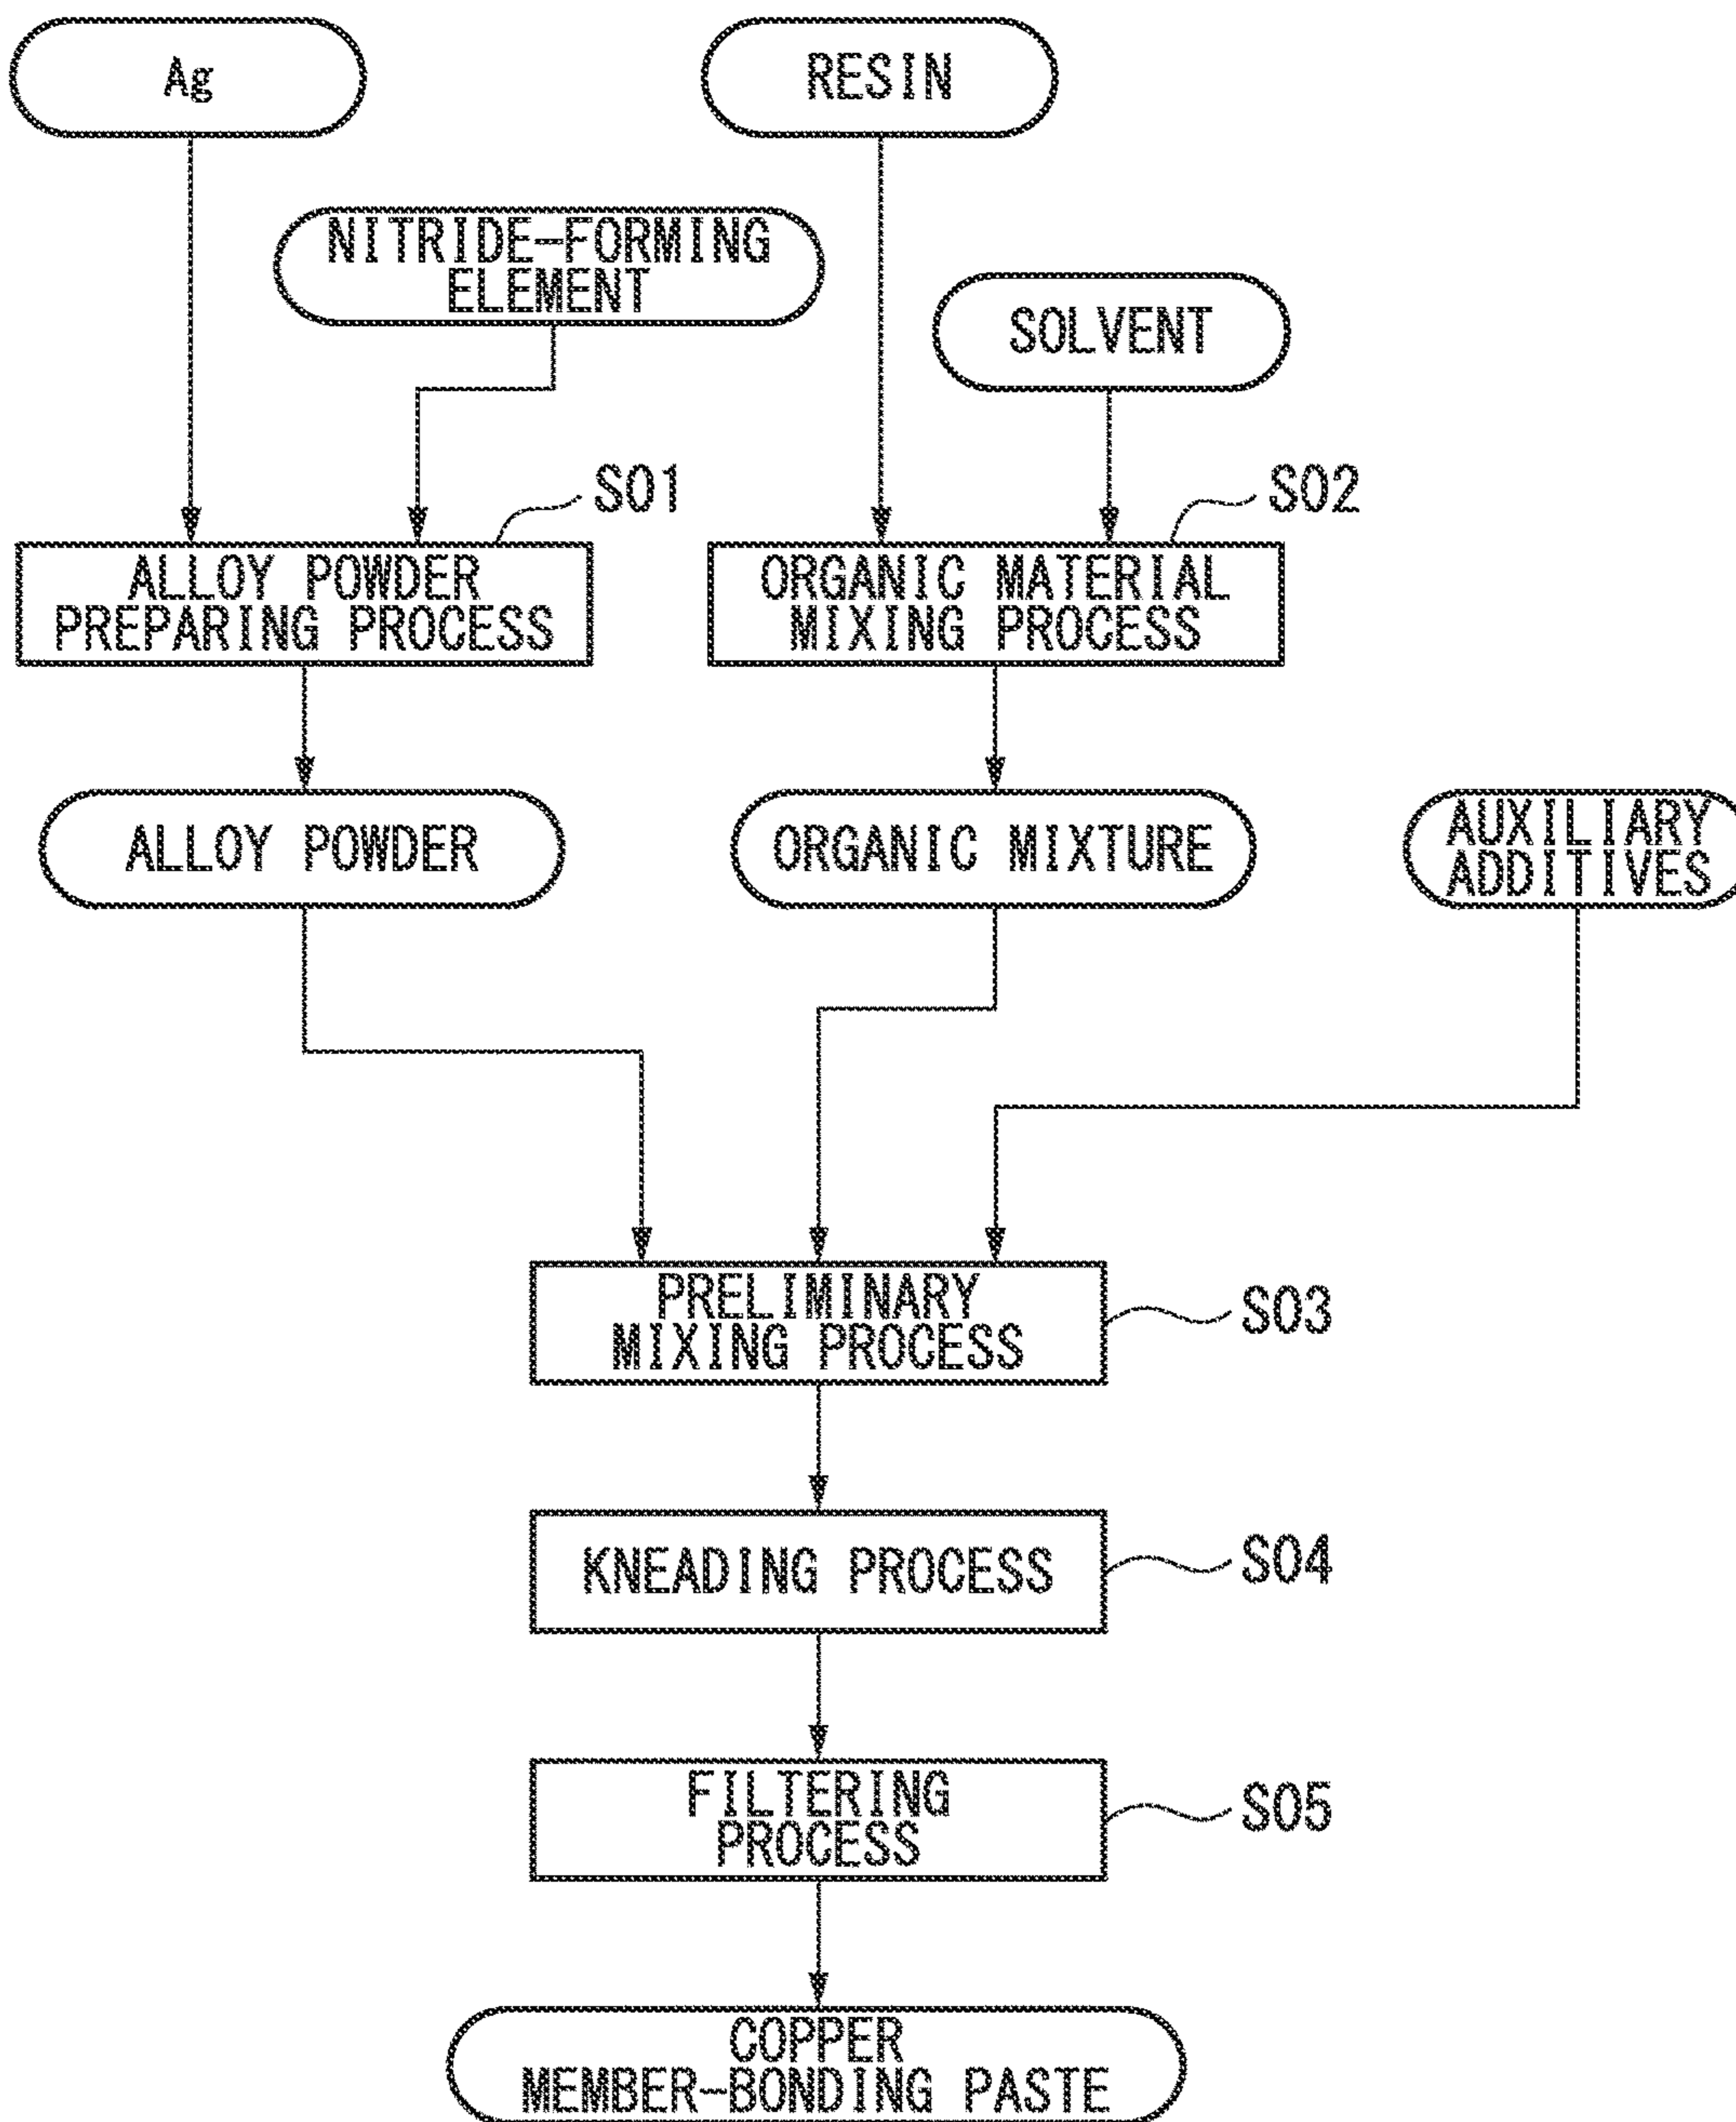 Ag
RESIN
NITRIDE-FORMING
ELEMENT
SOLVENT
S01
S02
ALLOY POWDER
PREPARING PROCESS
ORGANIC MATERIAL
MIXING PROCESS
ALLOY POWDER
ORGANIC MIXTURE
AUXILIARY
ADDITIVES
PRELIMINARY
MIXING PROCESS
S03
KNEADING PROCESS
S04
FILTERING
PROCESS
S05
COPPER
MEMBER-BONDING PASTE